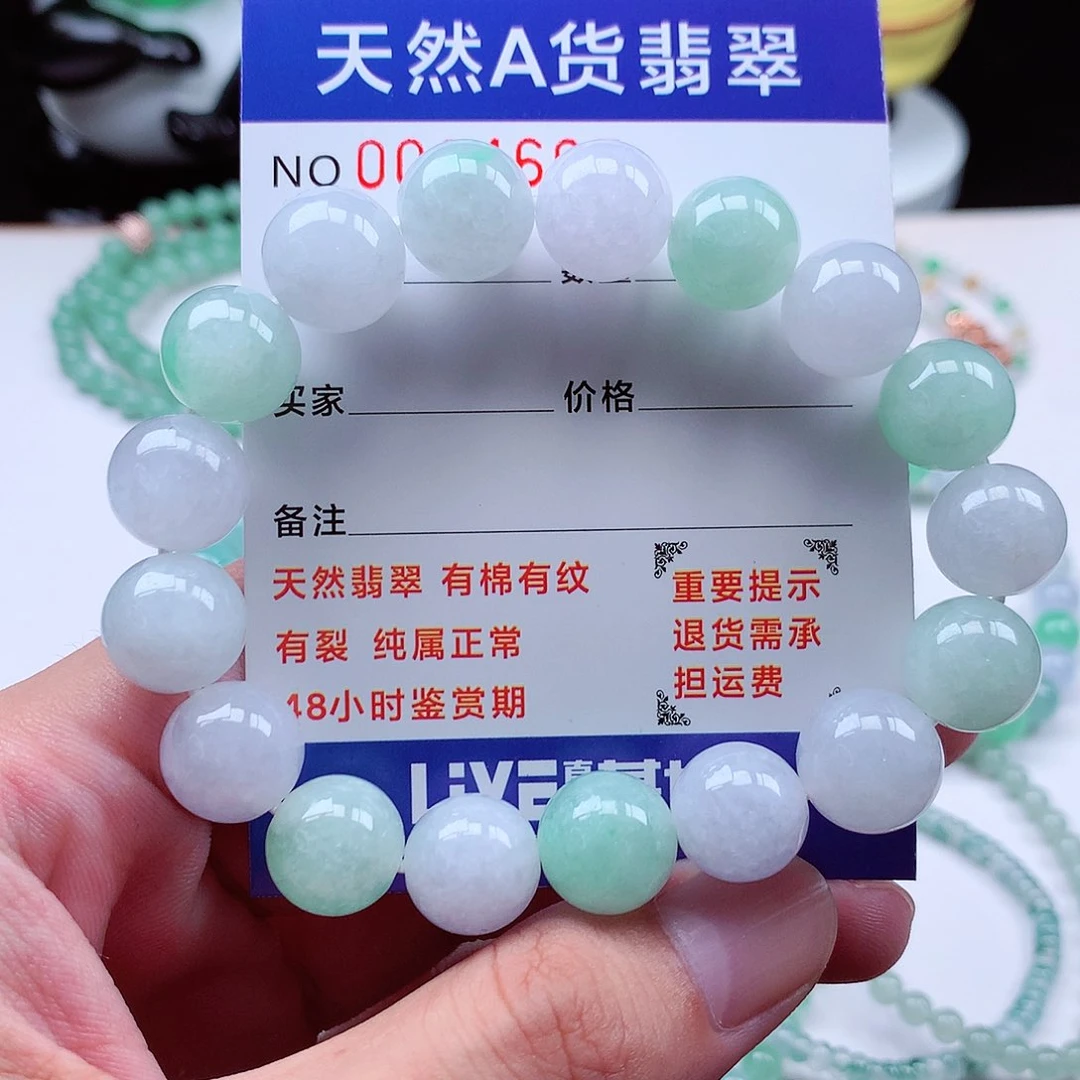 天然A货翡翠
NO
买家 价格
备注
天然翡翠 有棉有纹
有裂 纯属正常
48小时鉴赏期
重要提示
退货需承
担运费
LiVE